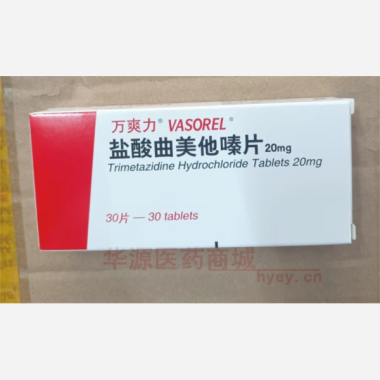 万爽力® VASOREL®
盐酸曲美他嗪片20mg
Trimetazidine Hydrochloride Tablets 20mg
30片 — 30 tablets
华源医药商城
hyey.cn